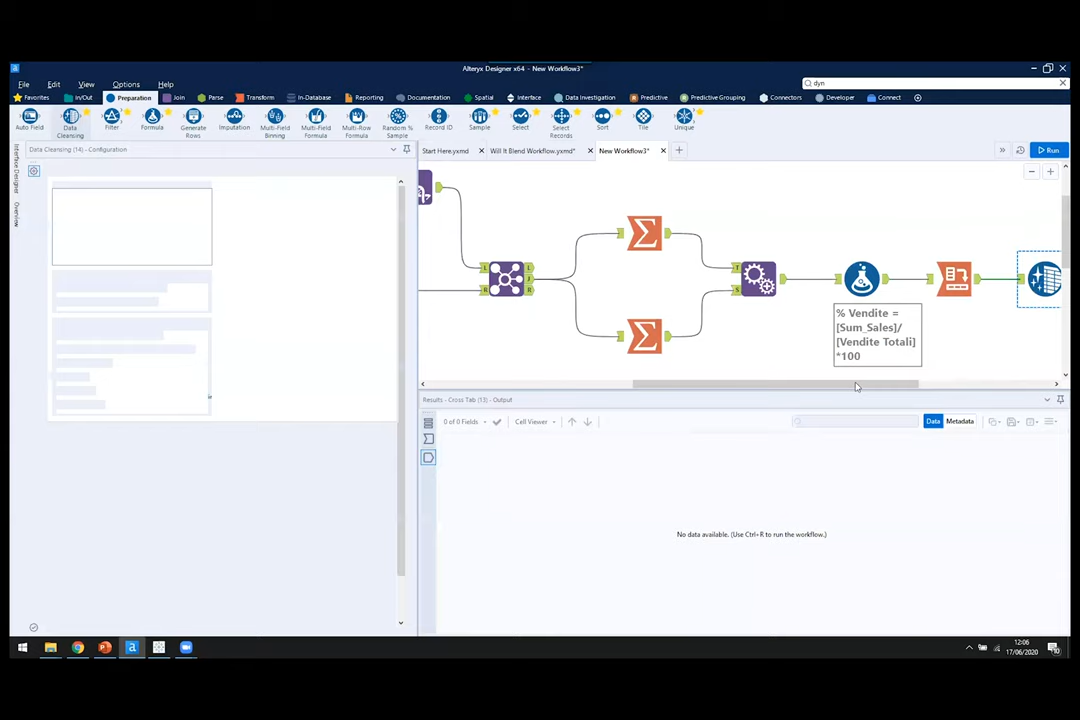 Alteryx Designer x64 - New Workflow3*
File Edit View Options Help
dyn
Favorites In/Out Preparation Join Parse Transform In-Database Reporting Documentation Spatial Interface Data Investigation Predictive Predictive Grouping Connectors Developer Connect
Auto Field
Data Cleansing
Filter
Formula
Generate Rows
Imputation
Multi-Field Binning
Multi-Field Formula
Multi-Row Formula
Random % Sample
Record ID
Sample
Select
Select Records
Sort
Tile
Unique
Data Cleansing (14) - Configuration
Start Here.yxmd
Will It Blend Workflow.yxmd*
New Workflow3*
Run
Interface Designer
Overview
L
R
L
J
R
T
S
% Vendite =
[Sum_Sales]/
[Vendite Totali]
*100
Results - Cross Tab (13) - Output
0 of 0 Fields Cell Viewer Data Metadata
No data available. (Use Ctrl+R to run the workflow.)
12:06
17/06/2020